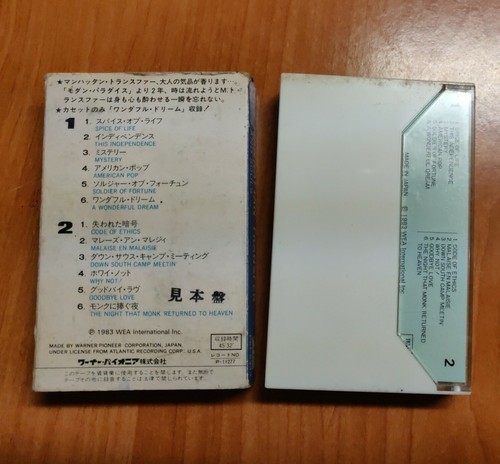 ★マンハッタン・トランスファー、大人の気品が香ります…
「モダン・パラダイス」より2年、時は流れようとM.ト
ランスファーは身も心も酔わせる一瞬を忘れない。
★カセットのみ「ワンダフル・ドリーム」収録!
1
1. スパイス・オブ・ライフ
SPICE OF LIFE
2. インディペンデンス
THIS INDEPENDENCE
3. ミステリー
MYSTERY
4. アメリカン・ポップ
AMERICAN POP
5. ソルジャー・オブ・フォーチュン
SOLDIER OF FORTUNE
6. ワンダフル・ドリーム
A WONDERFUL DREAM
2
1. 失われた暗号
CODE OF ETHICS
2. マレーズ・アン・マレジィ
MALAISE EN MALAISIE
3. ダウン・サウス・キャンプ・ミーティング
DOWN SOUTH CAMP MEETIN'
4. ホワイ・ノット
WHY NOT!
5. グッドバイ・ラヴ
GOODBYE LOVE
6. モンクに捧ぐ夜
THE NIGHT THAT MONK RETURNED TO HEAVEN
見本盤
Ⓟ 1983 WEA International Inc.
収録時間
MADE BY WARNER-PIONEER CORPORATION, JAPAN,
UNDER LICENSE FROM ATLANTIC RECORDING CORP., U.S.A.
ワーナー・パイオニア株式会社
MADE IN JAPAN
Ⓟ 1983 WEA International Inc.
1. CODE OF ETHICS
2. MALAISE EN MALAISIE
3. DOWN SOUTH CAMP MEETIN'
4. WHY NOT!
5. GOODBYE LOVE
6. THE NIGHT THAT MONK RETURNED
TO HEAVEN
2